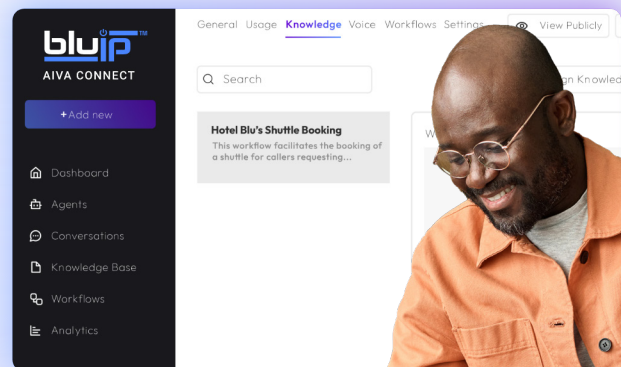 bluip™
AIVA CONNECT
+Add new
Dashboard
Agents
Conversations
Knowledge Base
Workflows
Analytics
General Usage Knowledge Voice Workflows Settings
View Publicly
Search
Hotel Blu's Shuttle Booking
This workflow facilitates the booking of
a shuttle for callers requesting...